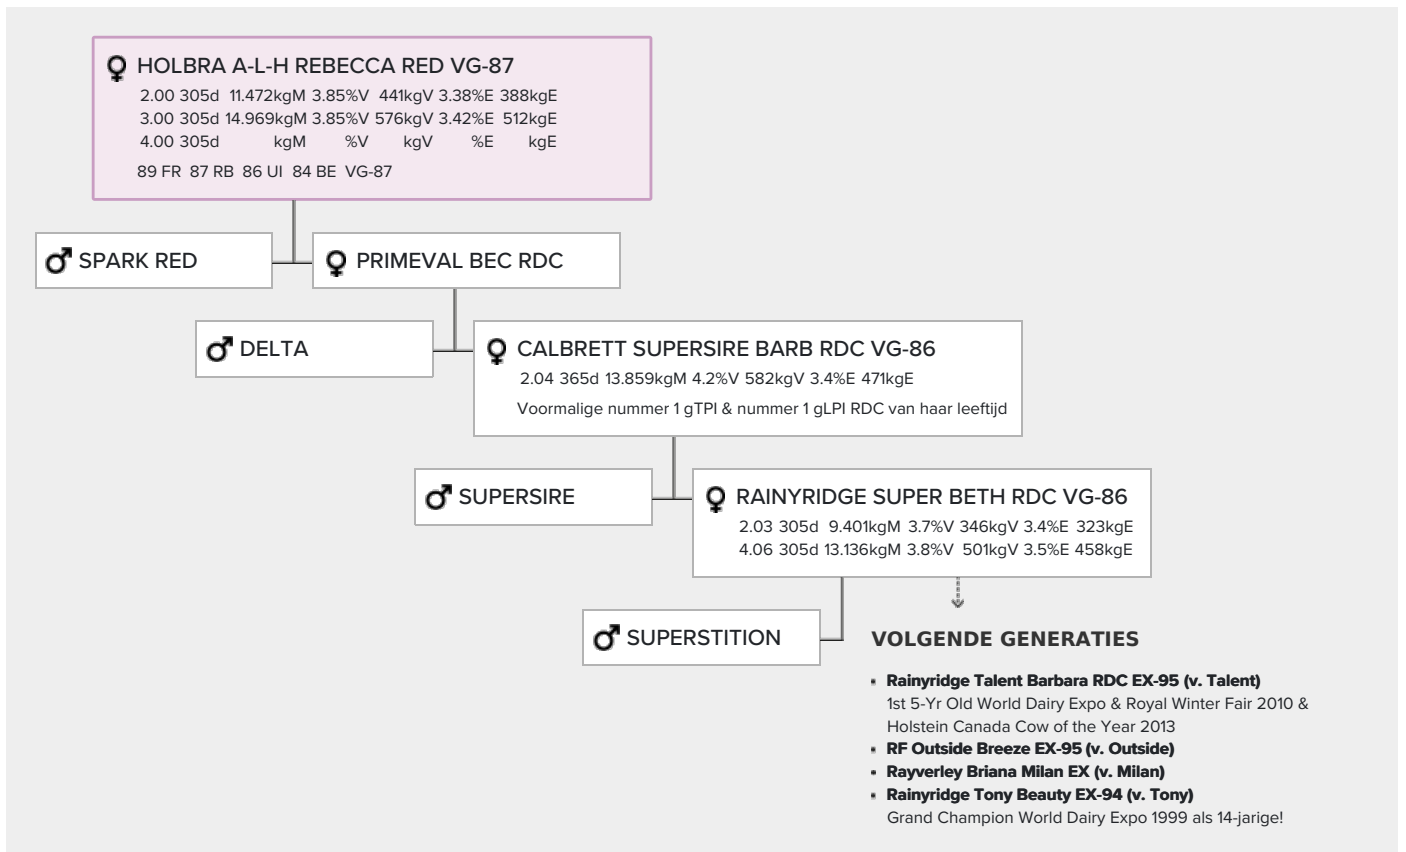 HOLBRA A-L-H REBECCA RED VG-87
2.00 305d 11.472kgM 3.85%V 441kgV 3.38%E 388kgE
3.00 305d 14.969kgM 3.85%V 576kgV 3.42%E 512kgE
4.00 305d kgM %V kgV %E kgE
89 FR 87 RB 86 UI 84 BE VG-87
SPARK RED
PRIMEVAL BEC RDC
DELTA
CALBRETT SUPERSIRE BARB RDC VG-86
2.04 365d 13.859kgM 4.2%V 582kgV 3.4%E 471kgE
Voormalige nummer 1 gTPI & nummer 1 gLPI RDC van haar leeftijd
SUPERSIRE
RAINYRIDGE SUPER BETH RDC VG-86
2.03 305d 9.401kgM 3.7%V 346kgV 3.4%E 323kgE
4.06 305d 13.136kgM 3.8%V 501kgV 3.5%E 458kgE
SUPERSTITION
VOLGENDE GENERATIES
▪ Rainyridge Talent Barbara RDC EX-95 (v. Talent)
1st 5-Yr Old World Dairy Expo & Royal Winter Fair 2010 &
Holstein Canada Cow of the Year 2013
▪ RF Outside Breeze EX-95 (v. Outside)
▪ Rayverley Briana Milan EX (v. Milan)
▪ Rainyridge Tony Beauty EX-94 (v. Tony)
Grand Champion World Dairy Expo 1999 als 14-jarige!